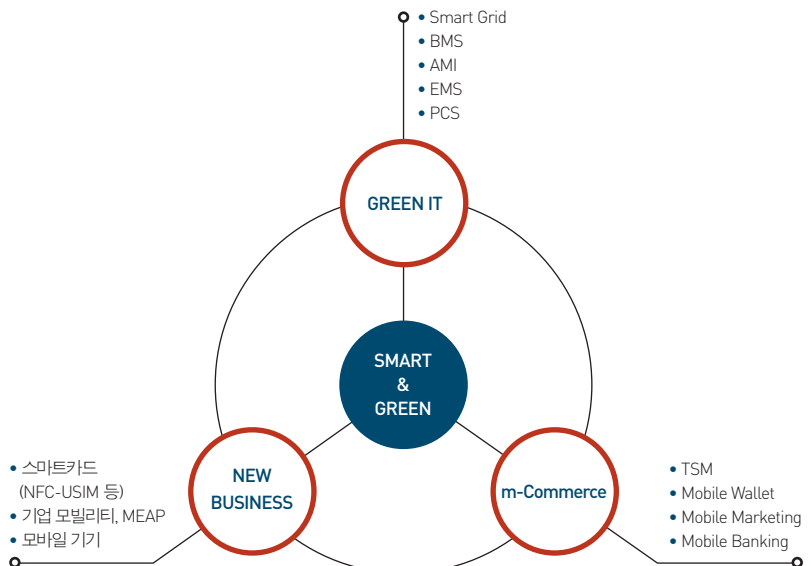 • Smart Grid
• BMS
• AMI
• EMS
• PCS
GREEN IT
SMART
&
GREEN
• 스마트카드
(NFC-USIM 등)
• 기업 모빌리티, MEAP
• 모바일 기기
NEW
BUSINESS
m-Commerce
• TSM
• Mobile Wallet
• Mobile Marketing
• Mobile Banking